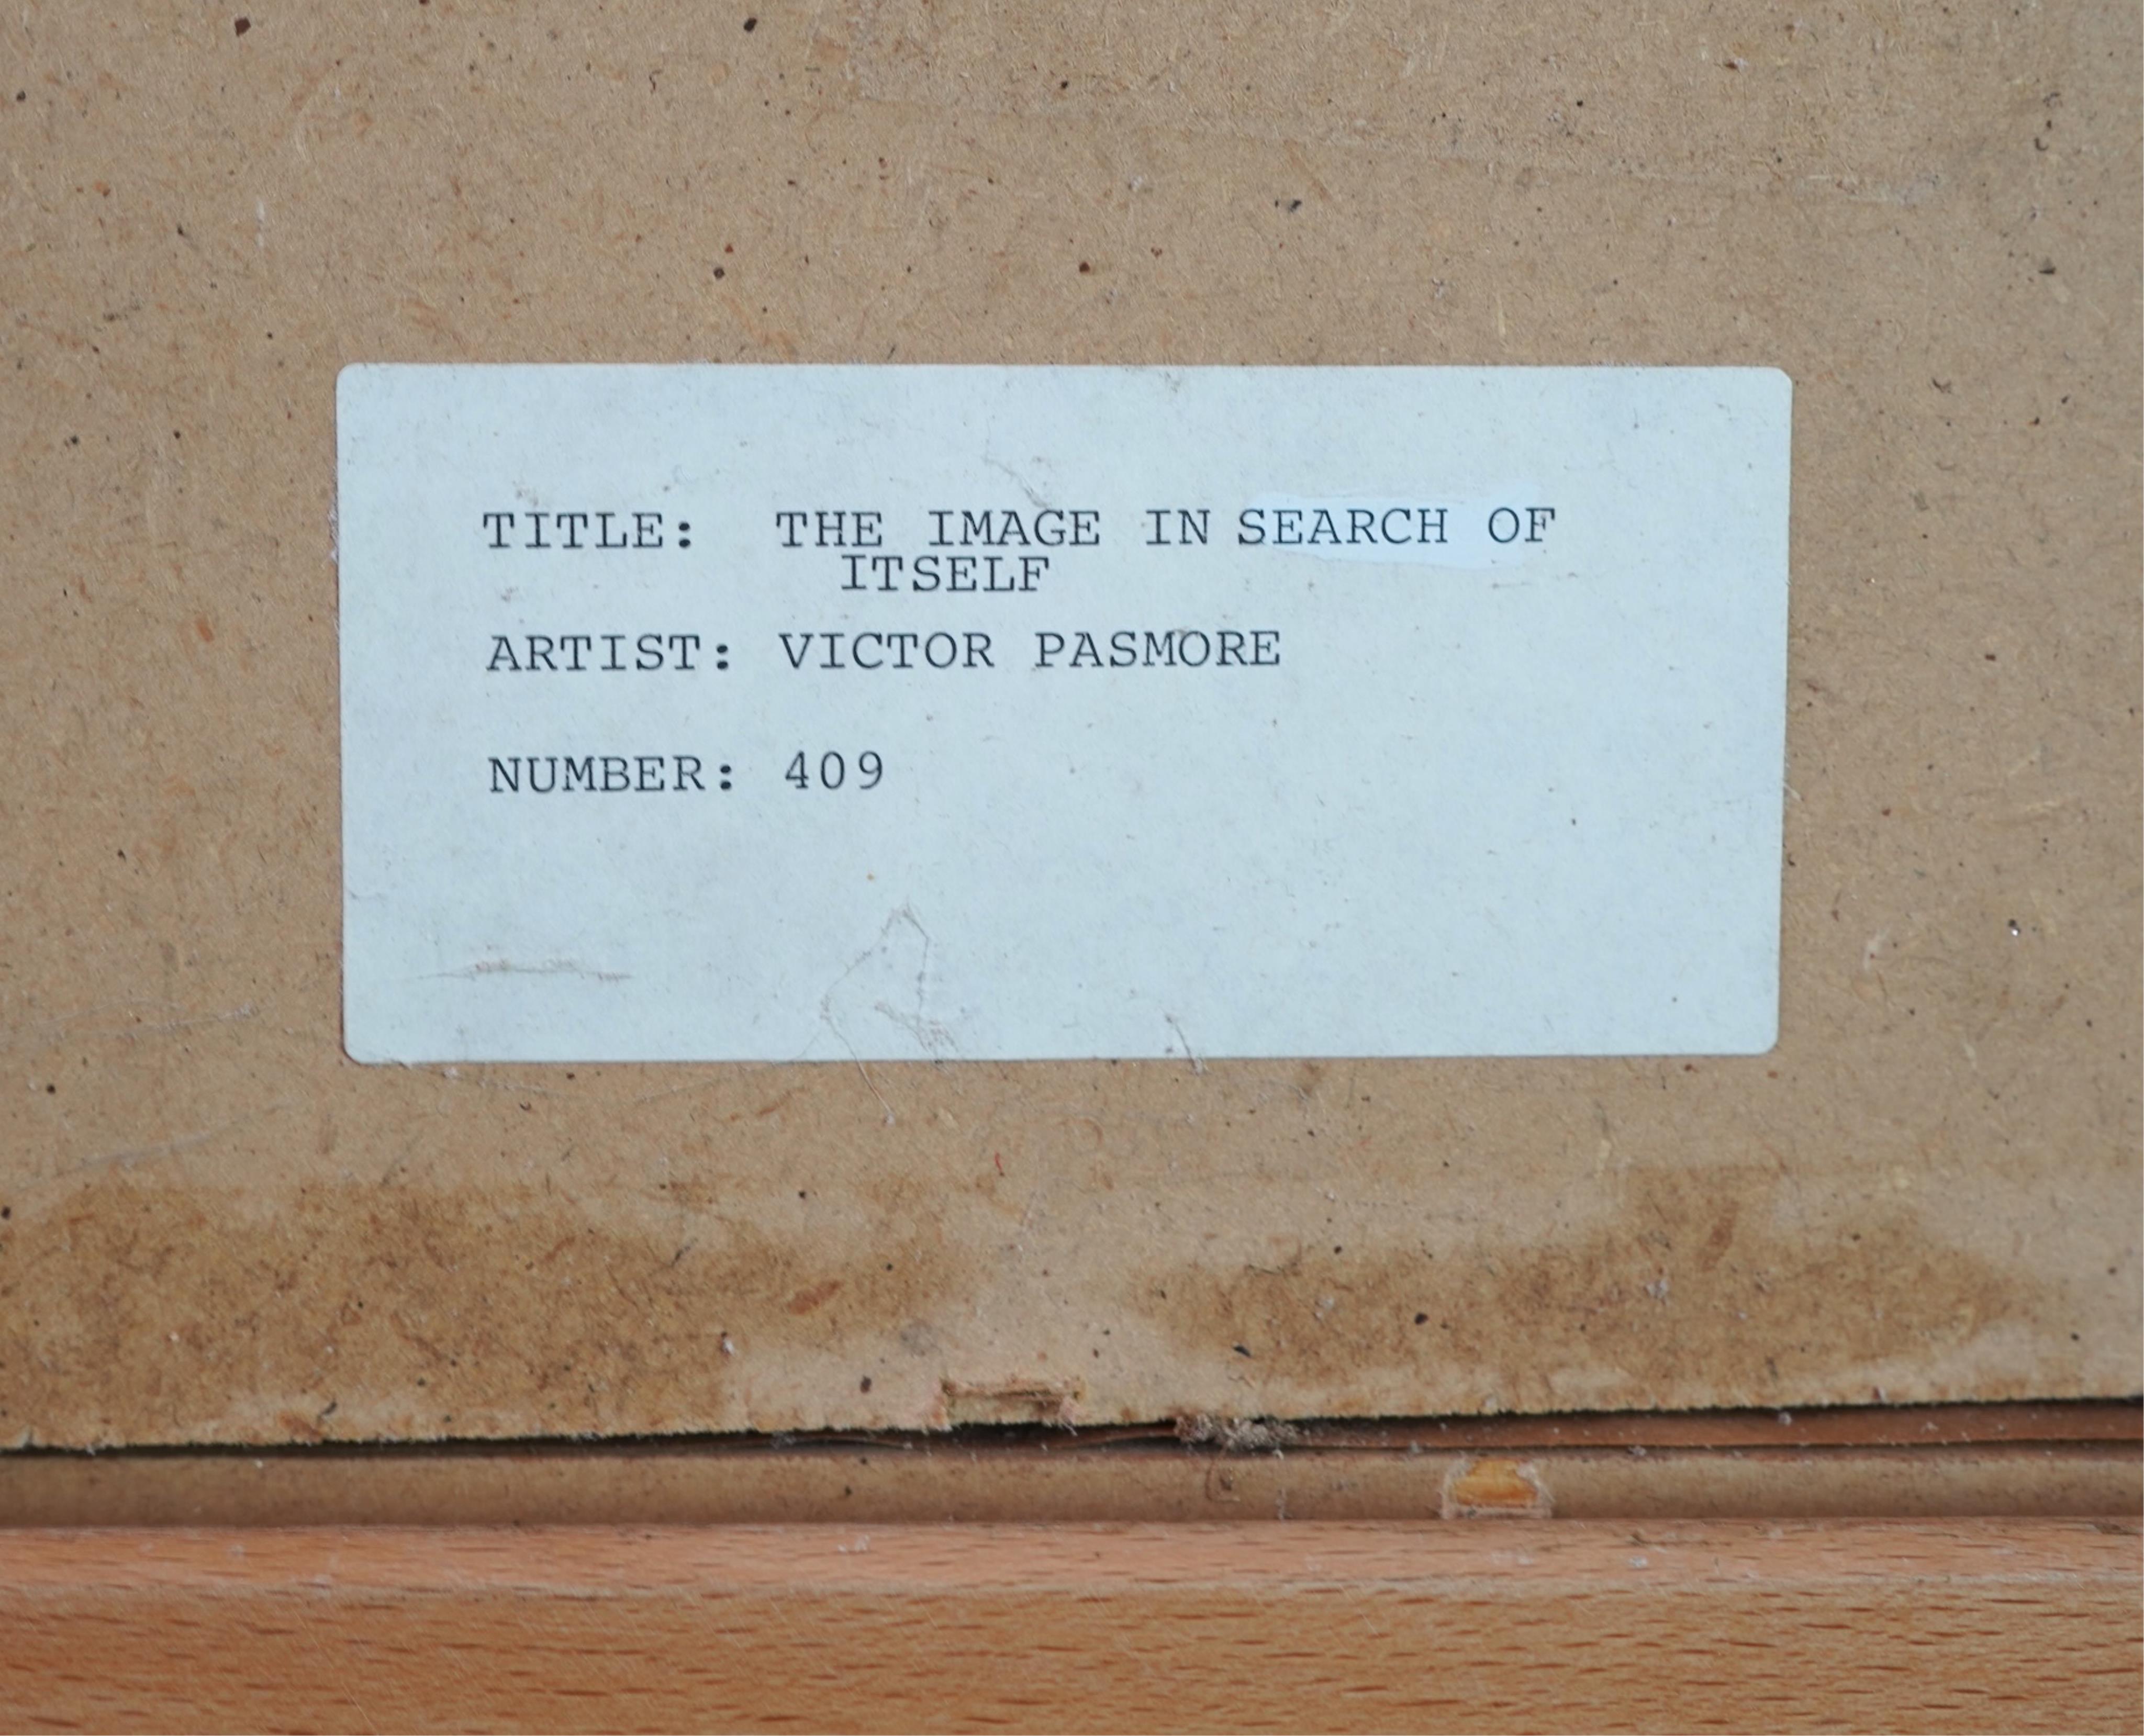 TITLE: THE IMAGE IN SEARCH OF
ITSELF
ARTIST: VICTOR PASMORE
NUMBER: 409